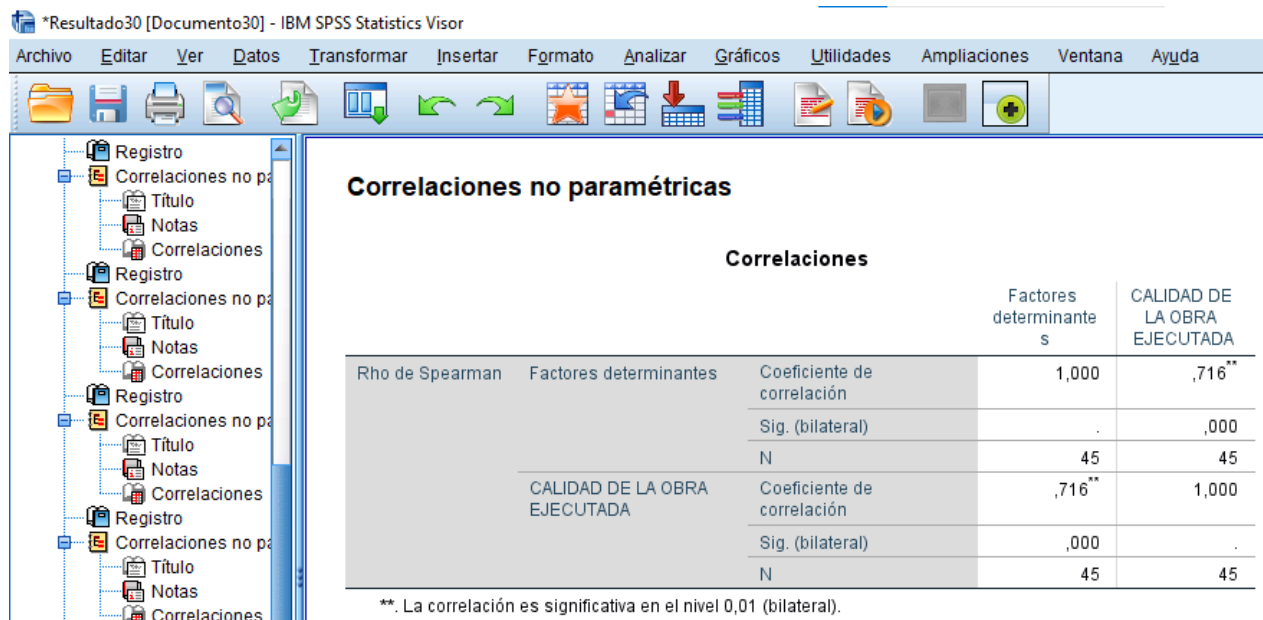 *Resultado30 [Documento30] - IBM SPSS Statistics Visor
Archivo Editar Ver Datos Transformar Insertar Formato Analizar Gráficos Utilidades Ampliaciones Ventana Ayuda
Registro
Correlaciones no pa
Título
Notas
Correlaciones
Registro
Correlaciones no pa
Título
Notas
Correlaciones
Registro
Correlaciones no pa
Título
Notas
Correlaciones
Registro
Correlaciones no pa
Título
Notas
Correlaciones
Correlaciones no paramétricas
Correlaciones
Factores determinante s
CALIDAD DE LA OBRA EJECUTADA
Rho de Spearman Factores determinantes Coeficiente de correlación 1,000 ,716**
Sig. (bilateral) . ,000
N 45 45
CALIDAD DE LA OBRA EJECUTADA Coeficiente de correlación ,716** 1,000
Sig. (bilateral) ,000 .
N 45 45
**. La correlación es significativa en el nivel 0,01 (bilateral).